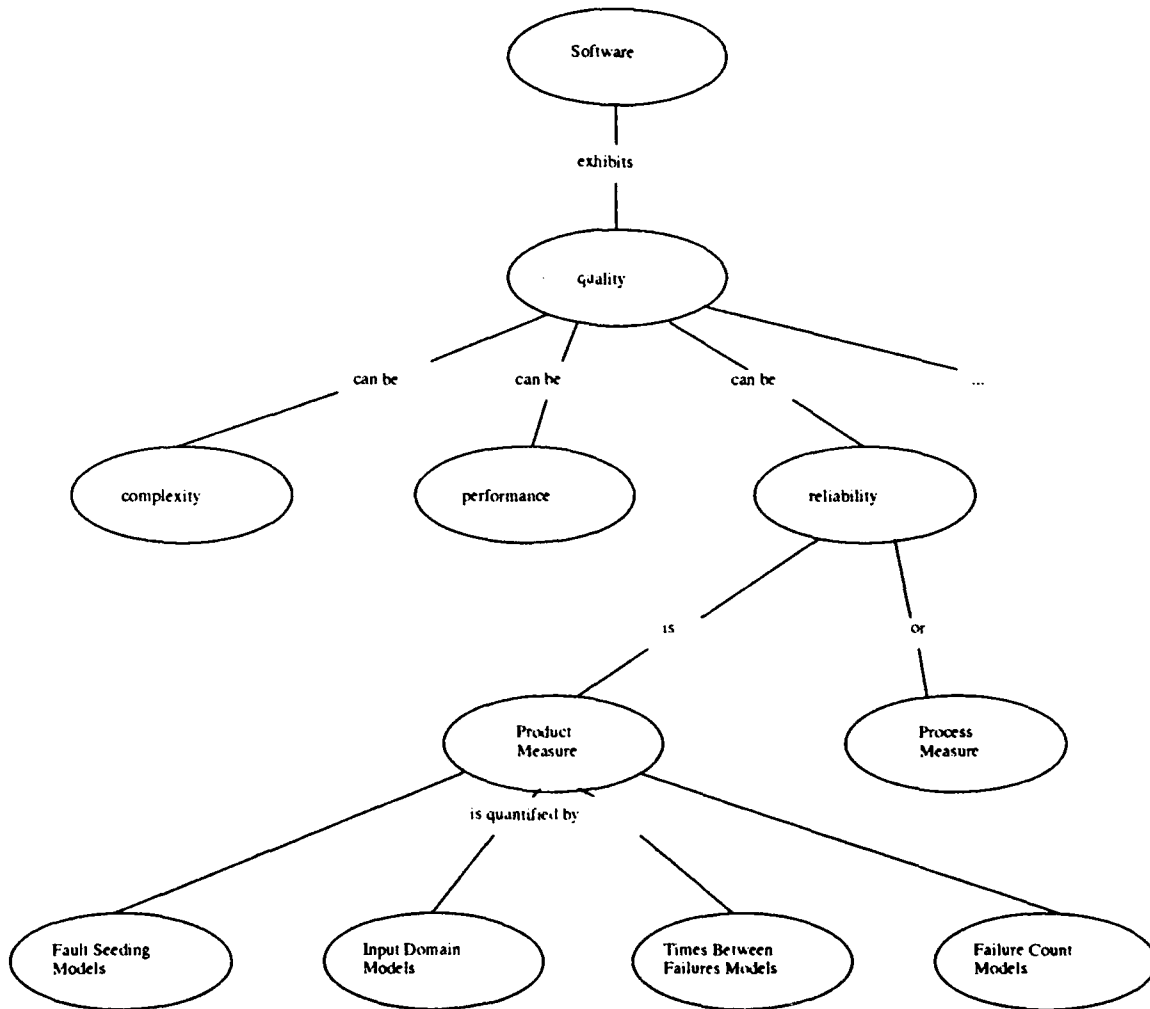 Software
exhibits
quality
can be
can be
can be
...
complexity
performance
reliability
is
or
Product
Measure
Process
Measure
is quantified by
Fault Seeding
Models
Input Domain
Models
Times Between
Failures Models
Failure Count
Models